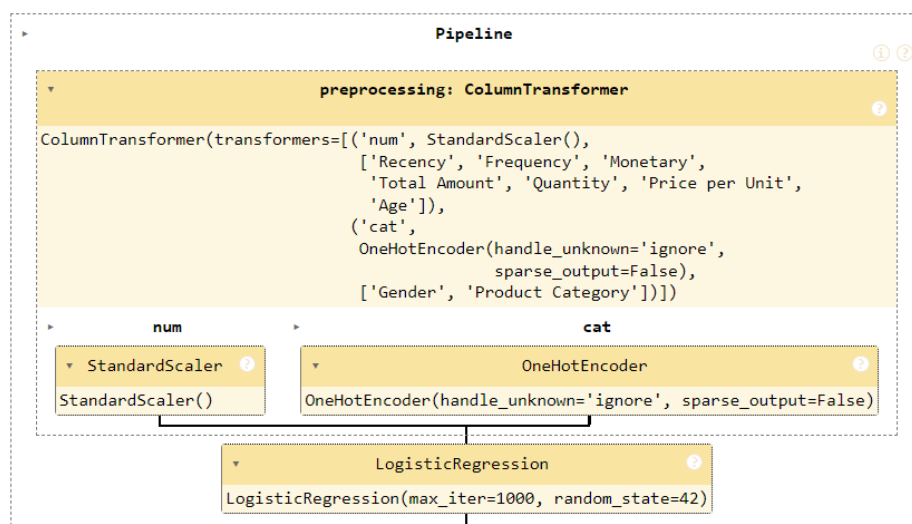 Pipeline
preprocessing: ColumnTransformer
ColumnTransformer(transformers=[('num', StandardScaler(),
['Recency', 'Frequency', 'Monetary',
'Total Amount', 'Quantity', 'Price per Unit',
'Age']),
('cat',
OneHotEncoder(handle_unknown='ignore',
sparse_output=False),
['Gender', 'Product Category'])])
num
cat
StandardScaler
?
OneHotEncoder
?
StandardScaler()
OneHotEncoder(handle_unknown='ignore', sparse_output=False)
LogisticRegression
?
LogisticRegression(max_iter=1000, random_state=42)